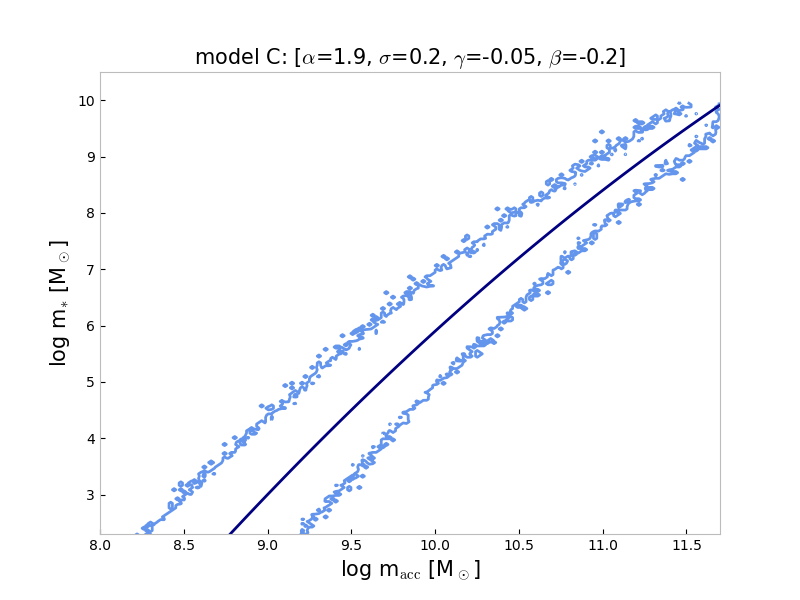 model C: [α=1.9, σ=0.2, γ=-0.05, β=-0.2]
log m* [M⊙]
10
9
8
7
6
5
4
3
8.0 8.5 9.0 9.5 10.0 10.5 11.0 11.5
log macc [M⊙]